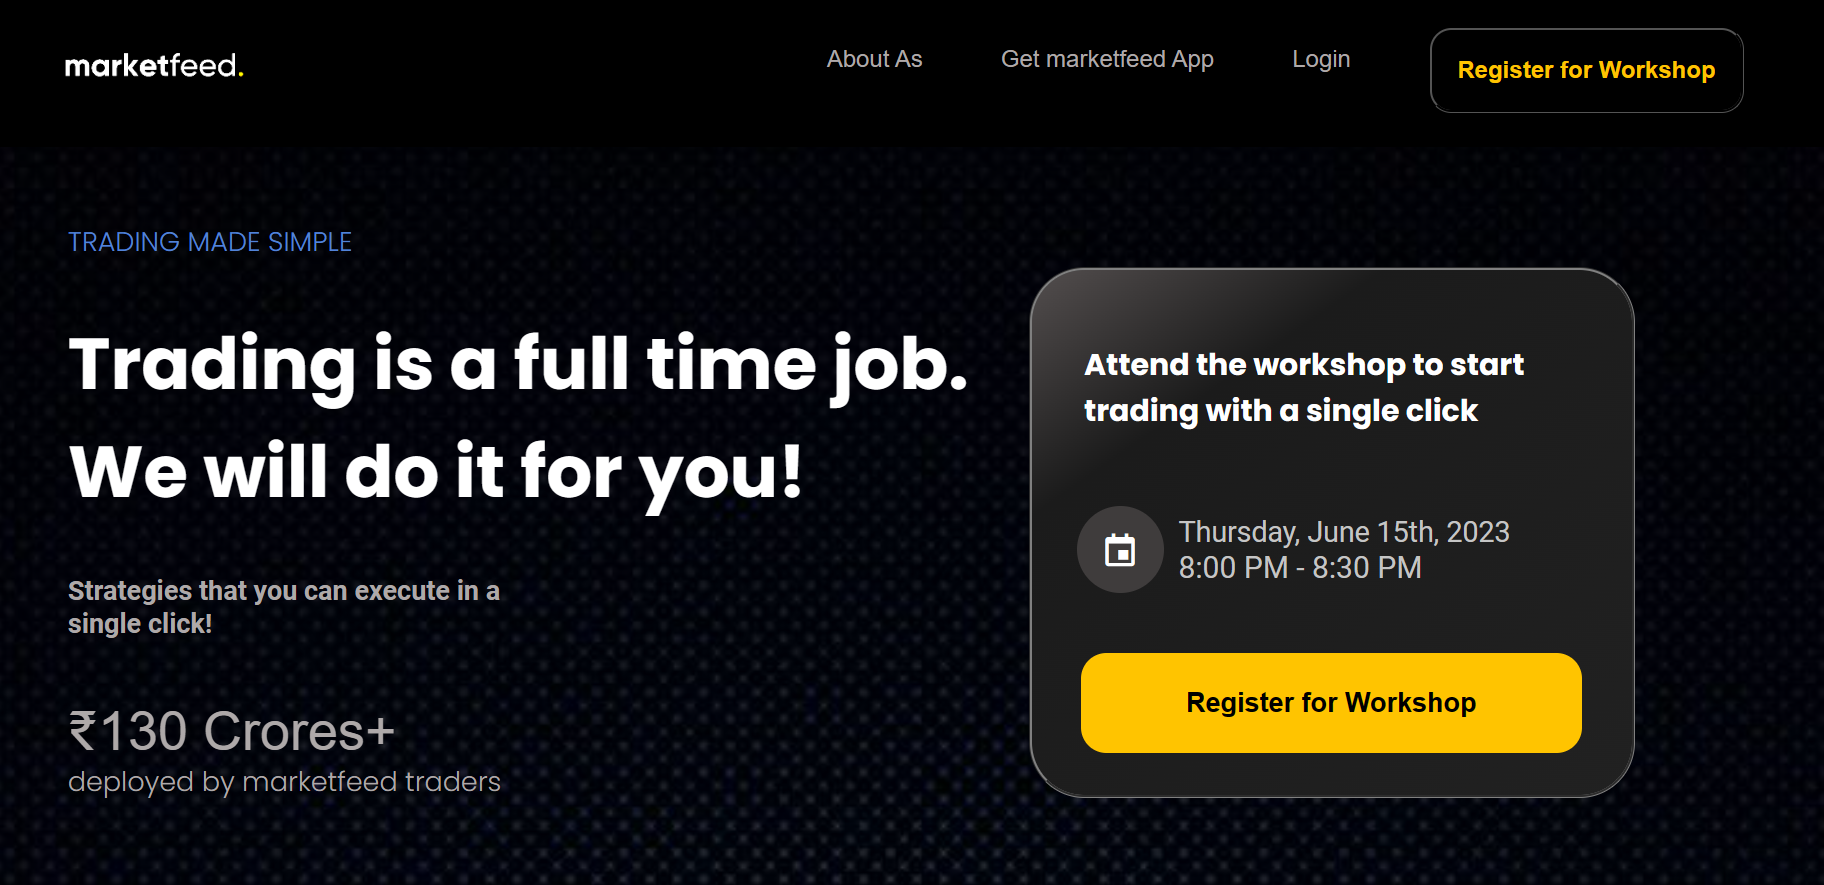 marketfeed.
About As
Get marketfeed App
Login
Register for Workshop
TRADING MADE SIMPLE
Trading is a full time job.
We will do it for you!
Strategies that you can execute in a
single click!
₹130 Crores+
deployed by marketfeed traders
Attend the workshop to start
trading with a single click
Thursday, June 15th, 2023
8:00 PM - 8:30 PM
Register for Workshop